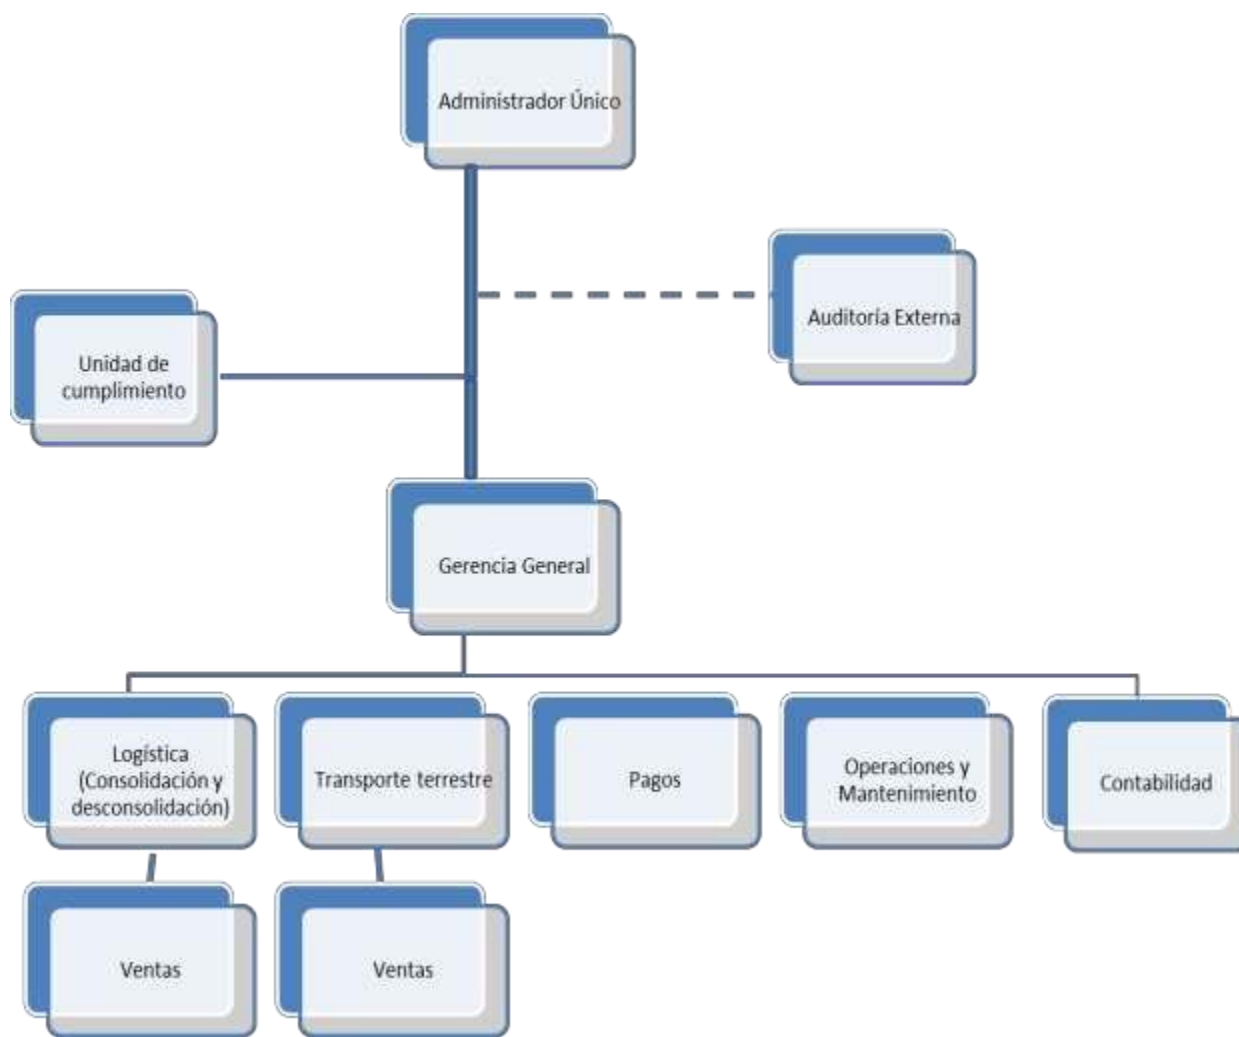 Administrador Único
Auditoría Externa
Unidad de
cumplimiento
Gerencia General
Logística
(Consolidación y
desconsolidación)
Transporte terrestre
Pagos
Operaciones y
Mantenimiento
Contabilidad
Ventas
Ventas